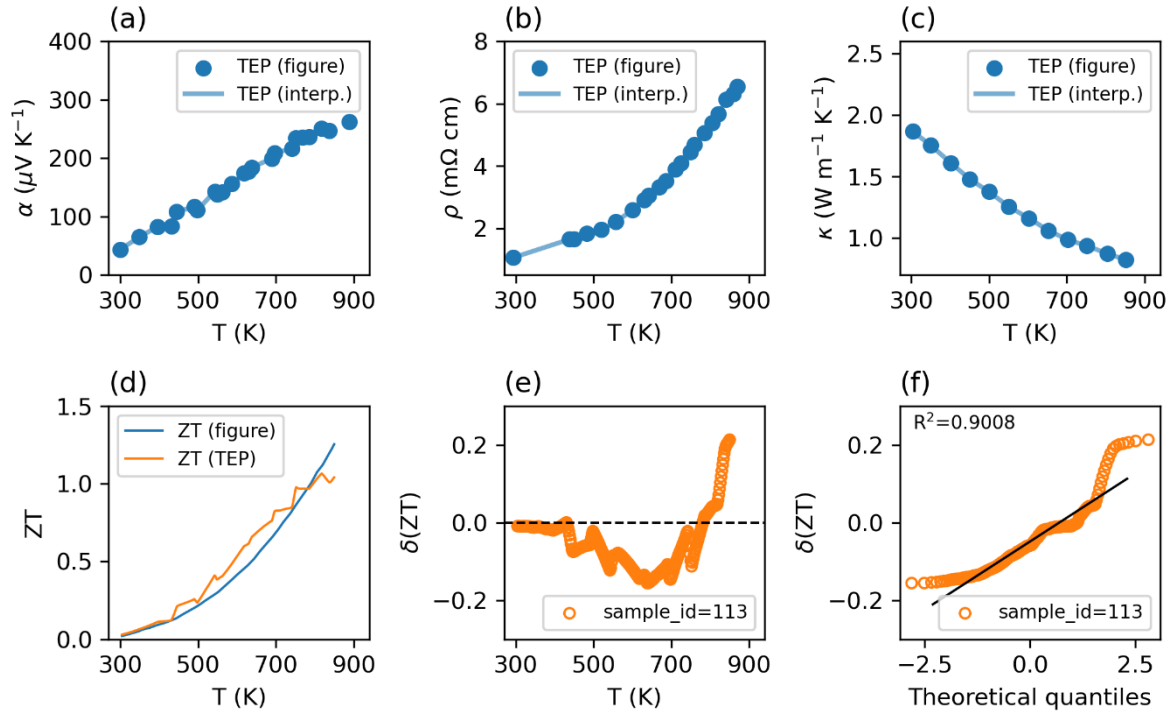 (a)
400
300
200
100
0
α (μV K⁻¹)
TEP (figure)
TEP (interp.)
300 500 700 900
T (K)
(b)
8
6
4
2
ρ (mΩ cm)
TEP (figure)
TEP (interp.)
300 500 700 900
T (K)
(c)
2.5
2.0
1.5
1.0
κ (W m⁻¹ K⁻¹)
TEP (figure)
TEP (interp.)
300 500 700 900
T (K)
(d)
1.5
1.0
0.5
0.0
ZT
ZT (figure)
ZT (TEP)
300 500 700 900
T (K)
(e)
0.2
0.0
−0.2
δ(ZT)
sample_id=113
300 500 700 900
T (K)
(f)
R²=0.9008
0.2
0.0
−0.2
δ(ZT)
sample_id=113
−2.5 0.0 2.5
Theoretical quantiles